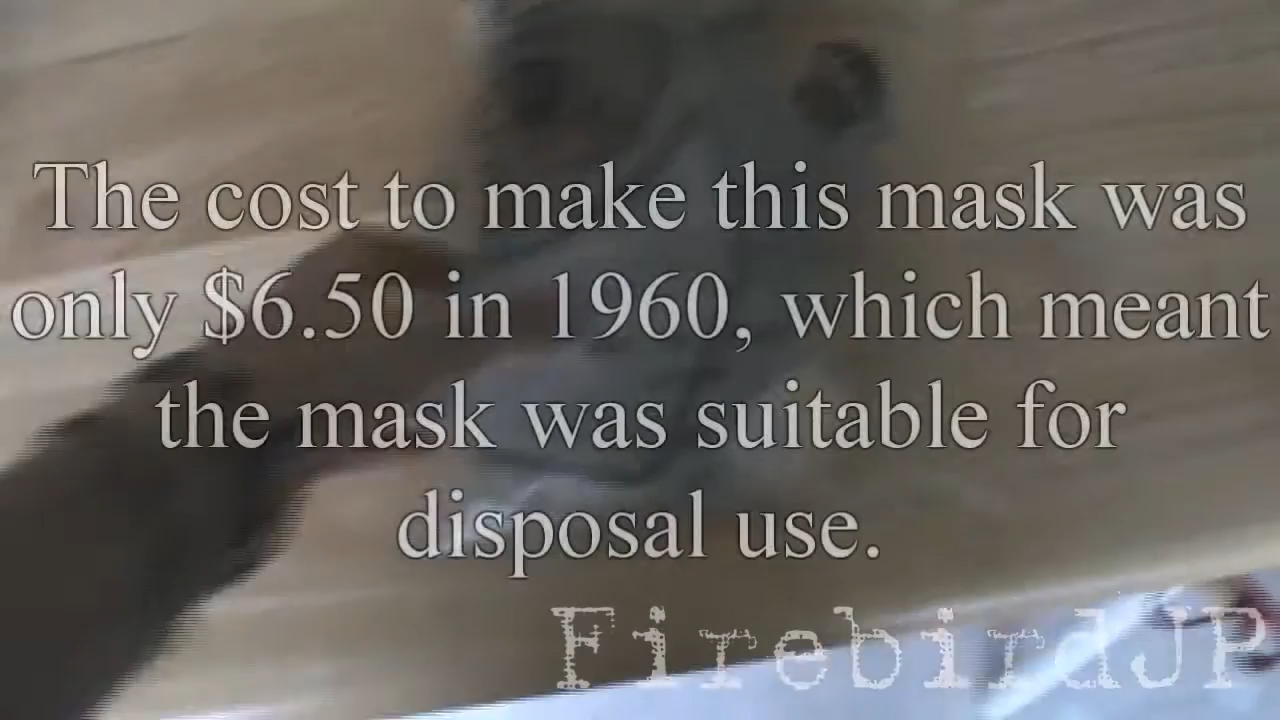 The cost to make this mask was
only $6.50 in 1960, which meant
the mask was suitable for
disposal use.
FirebirdJP